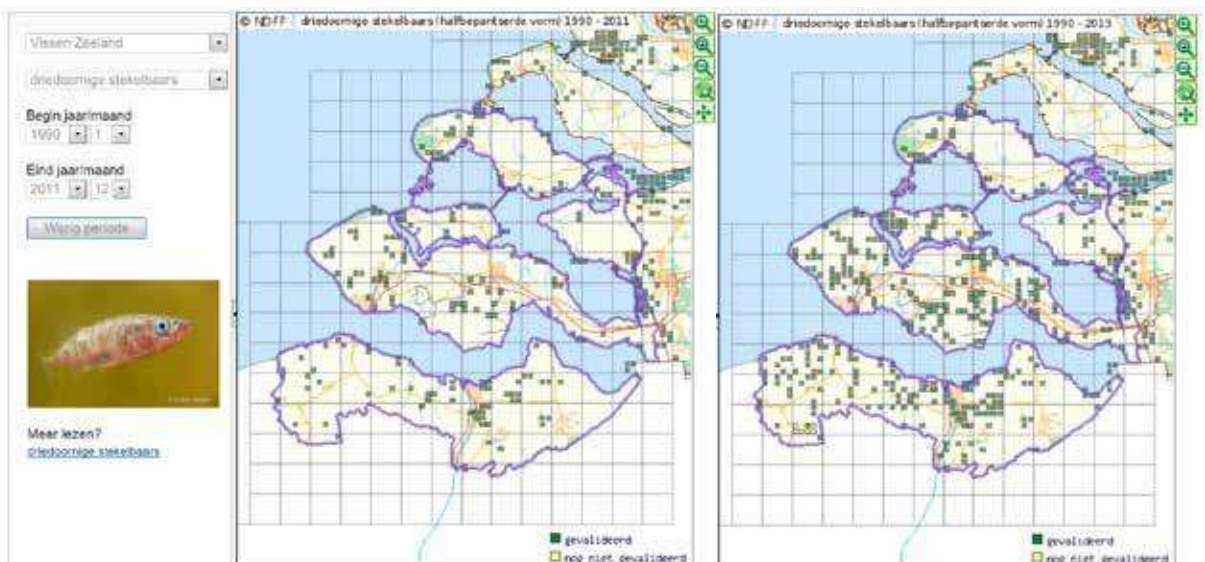 Vissen Zeeland
driedoornige stekelbaars
Begin jaar/maand
1990 1
Eind jaar/maand
2011 12
Wijzig periode
Meer lezen?
driedoornige stekelbaars
© NDFF driedoornige stekelbaars (halfbepantserde vorm) 1990 - 2011
gevalideerd
nog niet gevalideerd
© NDFF driedoornige stekelbaars (halfbepantserde vorm) 1990 - 2013
gevalideerd
nog niet gevalideerd